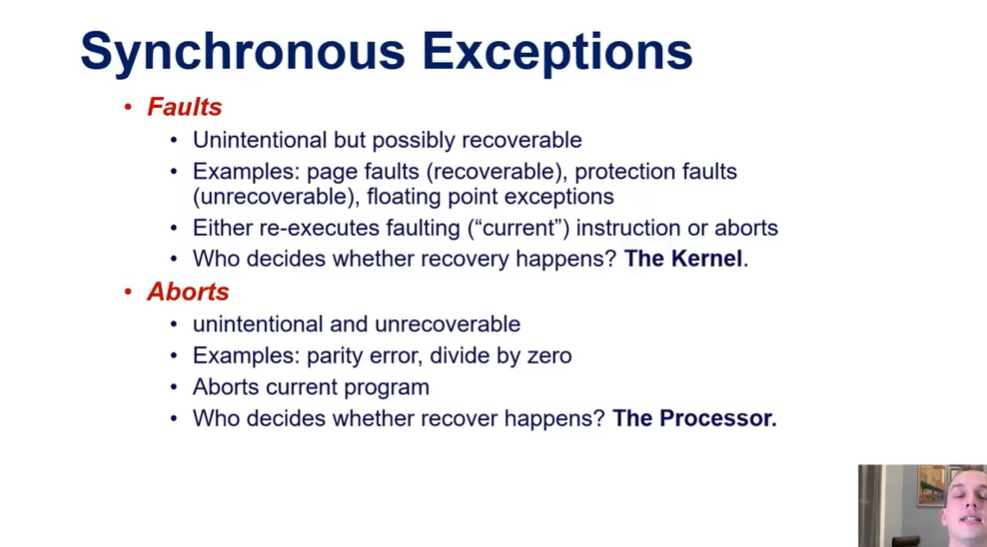 Synchronous Exceptions
• Faults
• Unintentional but possibly recoverable
• Examples: page faults (recoverable), protection faults
(unrecoverable), floating point exceptions
• Either re-executes faulting (“current”) instruction or aborts
• Who decides whether recovery happens? The Kernel.
• Aborts
• unintentional and unrecoverable
• Examples: parity error, divide by zero
• Aborts current program
• Who decides whether recover happens? The Processor.